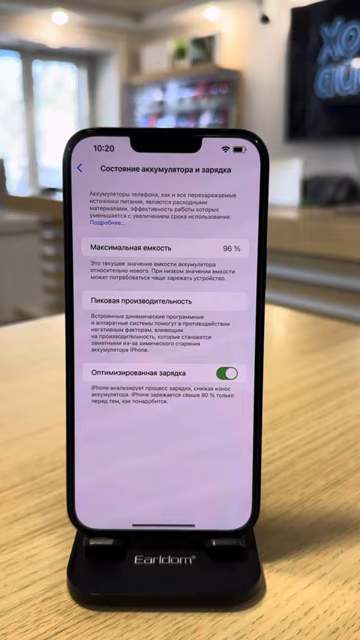 10:20
Состояние аккумулятора и зарядка
Аккумуляторы телефона, как и все перезаряжаемые
источники питания, являются расходными
материалами, эффективность работы которых
уменьшается с увеличением срока использования.
Подробнее...
Максимальная емкость 96 %
Это текущее значение емкости аккумулятора
относительно нового. При низком значении емкости
может потребоваться чаще заряжать устройство.
Пиковая производительность
Встроенные динамические программные
и аппаратные системы помогут в противодействии
негативным факторам, влияющим
на производительность, которые становятся
заметными из-за химического старения
аккумулятора iPhone.
Оптимизированная зарядка
iPhone анализирует процесс зарядки, снижая износ
аккумулятора. iPhone заряжается свыше 80 % только
перед тем, как понадобится.
Earldom®